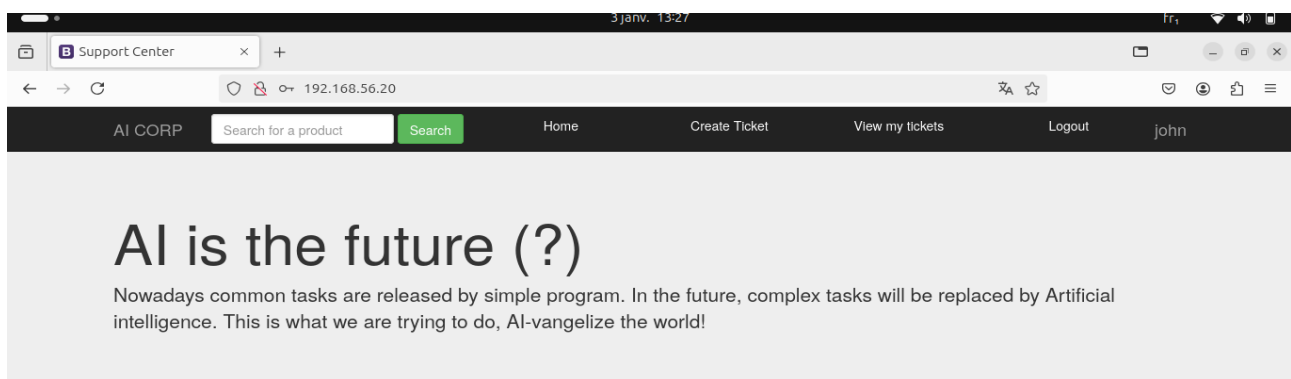 3 janv. 13:27
fr₁
Support Center
192.168.56.20
AI CORP
Search for a product
Search
Home
Create Ticket
View my tickets
Logout
john
AI is the future (?)
Nowadays common tasks are released by simple program. In the future, complex tasks will be replaced by Artificial
intelligence. This is what we are trying to do, AI-vangelize the world!